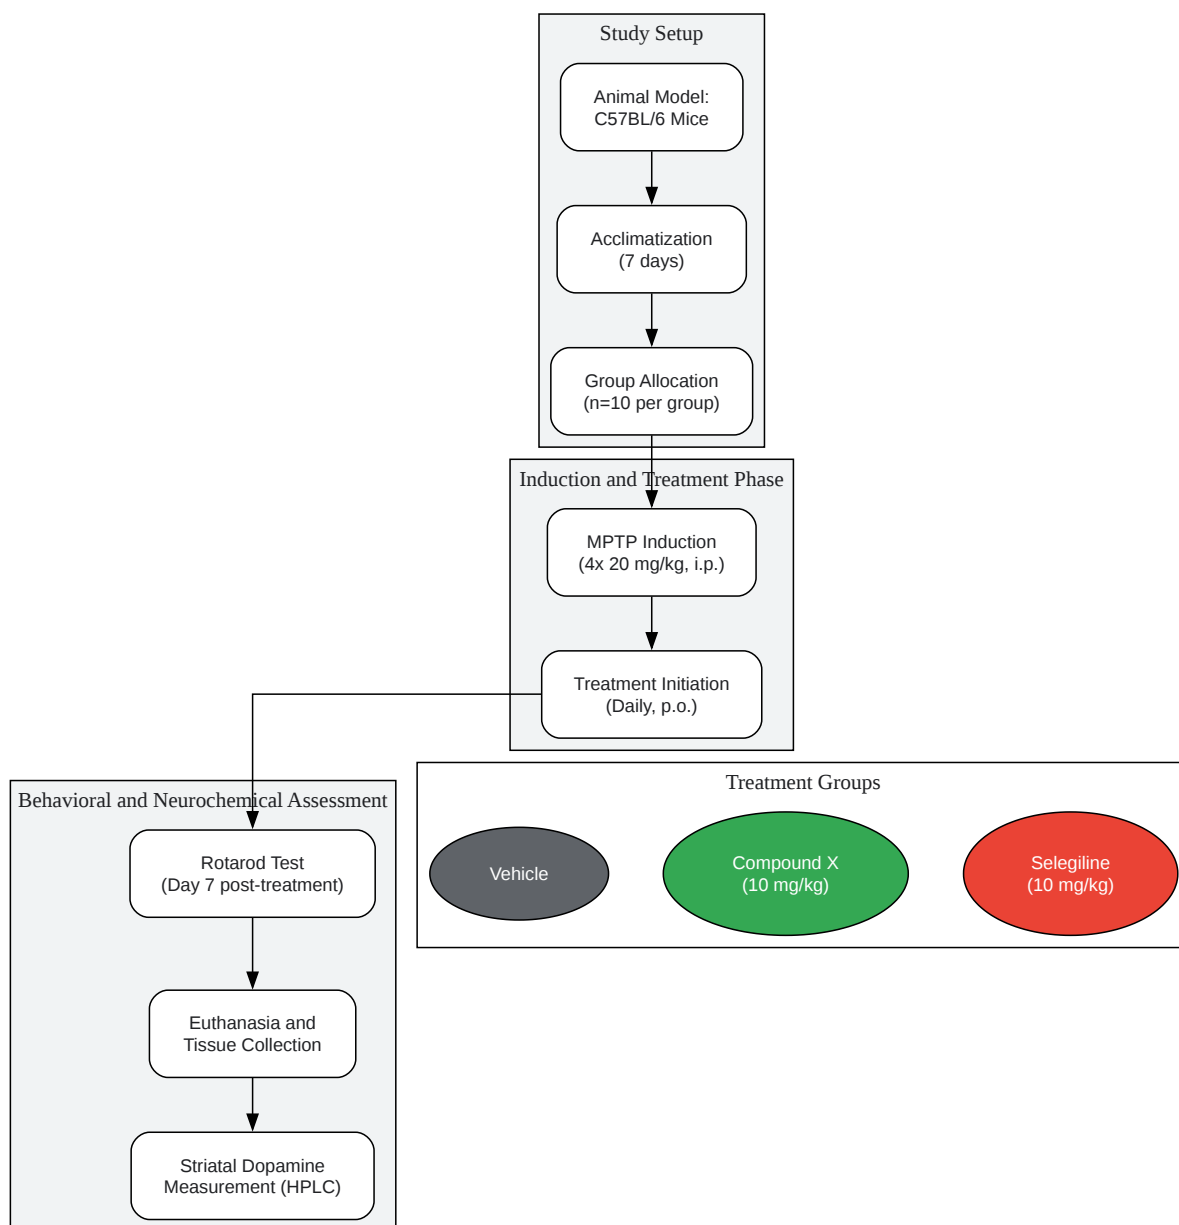 Study Setup
Animal Model:
C57BL/6 Mice
Acclimatization
(7 days)
Group Allocation
(n=10 per group)
Induction and Treatment Phase
MPTP Induction
(4x 20 mg/kg, i.p.)
Treatment Initiation
(Daily, p.o.)
Behavioral and Neurochemical Assessment
Rotarod Test
(Day 7 post-treatment)
Euthanasia and
Tissue Collection
Striatal Dopamine
Measurement (HPLC)
Treatment Groups
Vehicle
Compound X
(10 mg/kg)
Selegiline
(10 mg/kg)